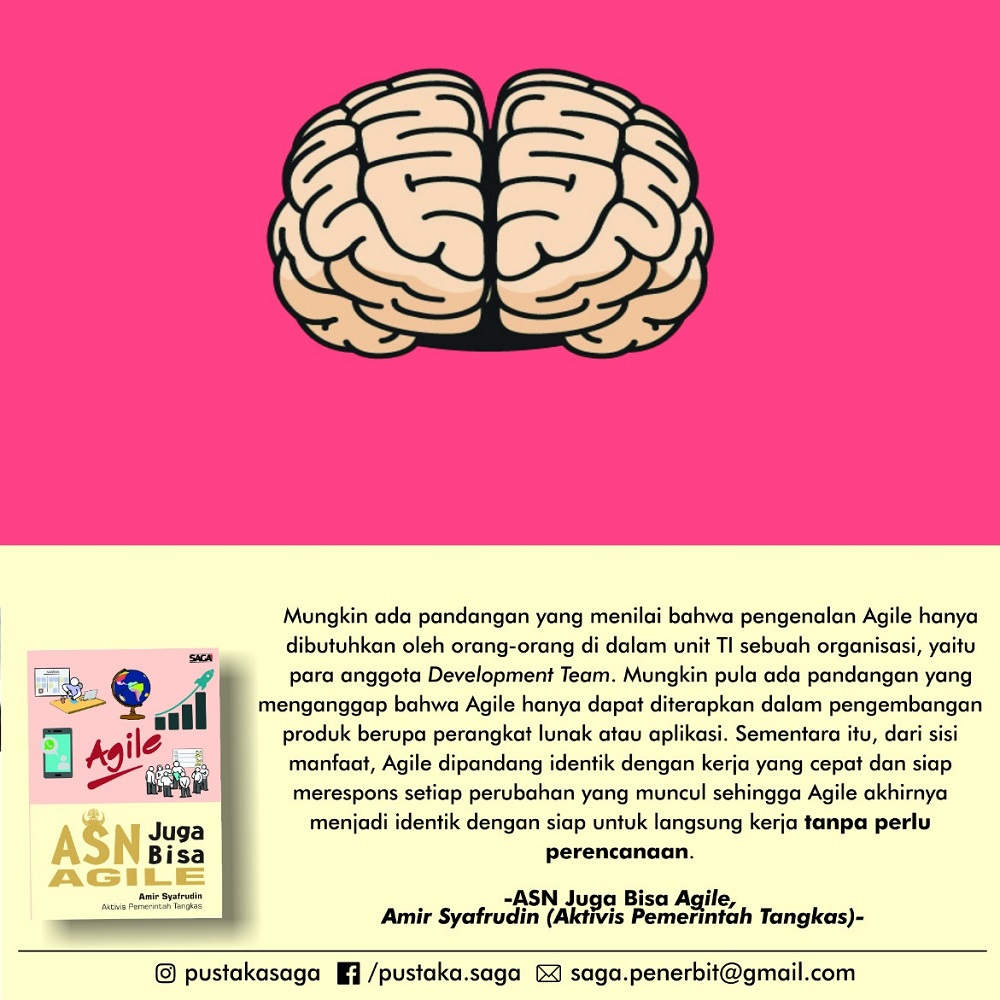 Mungkin ada pandangan yang menilai bahwa pengenalan Agile hanya
dibutuhkan oleh orang-orang di dalam unit TI sebuah organisasi, yaitu
para anggota Development Team. Mungkin pula ada pandangan yang
menganggap bahwa Agile hanya dapat diterapkan dalam pengembangan
produk berupa perangkat lunak atau aplikasi. Sementara itu, dari sisi
manfaat, Agile dipandang identik dengan kerja yang cepat dan siap
merespons setiap perubahan yang muncul sehingga Agile akhirnya
menjadi identik dengan siap untuk langsung kerja tanpa perlu
perencanaan.
-ASN Juga Bisa Agile,
Amir Syafrudin (Aktivis Pemerintah Tangkas)-
SAGA
Agile
ASN Juga
Bisa
AGILE
Amir Syafrudin
Aktivis Pemerintah Tangkas
pustakasaga /pustaka.saga saga.penerbit@gmail.com